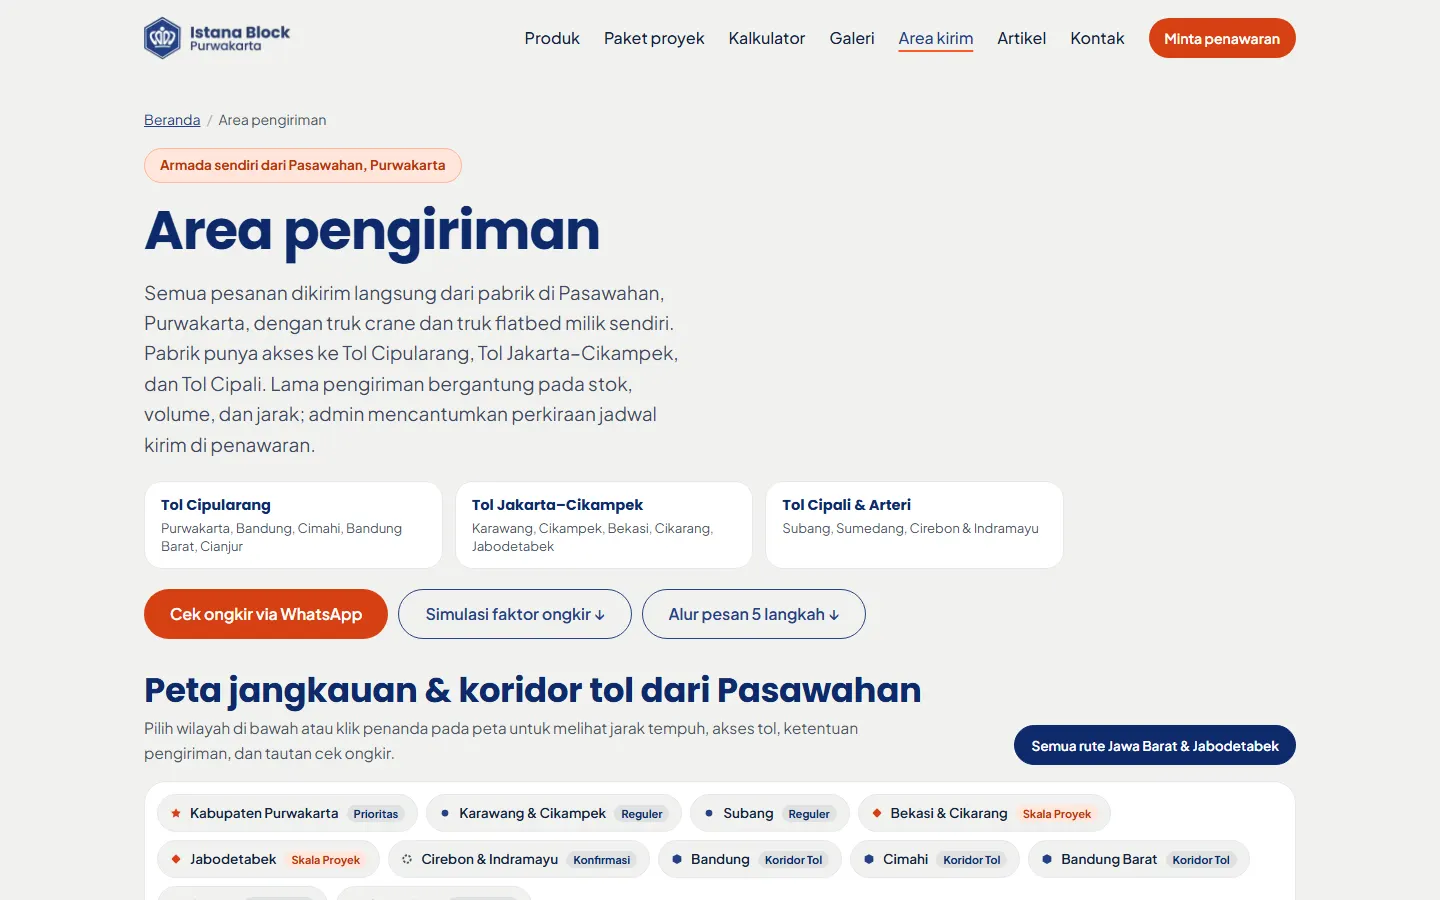 Istana Block
Purwakarta
Produk
Paket proyek
Kalkulator
Galeri
Area kirim
Artikel
Kontak
Minta penawaran
Beranda / Area pengiriman
Armada sendiri dari Pasawahan, Purwakarta
Area pengiriman
Semua pesanan dikirim langsung dari pabrik di Pasawahan,
Purwakarta, dengan truk crane dan truk flatbed milik sendiri.
Pabrik punya akses ke Tol Cipularang, Tol Jakarta–Cikampek,
dan Tol Cipali. Lama pengiriman bergantung pada stok,
volume, dan jarak; admin mencantumkan perkiraan jadwal
kirim di penawaran.
Tol Cipularang
Purwakarta, Bandung, Cimahi, Bandung
Barat, Cianjur
Tol Jakarta–Cikampek
Karawang, Cikampek, Bekasi, Cikarang,
Jabodetabek
Tol Cipali & Arteri
Subang, Sumedang, Cirebon & Indramayu
Cek ongkir via WhatsApp
Simulasi faktor ongkir ↓
Alur pesan 5 langkah ↓
Peta jangkauan & koridor tol dari Pasawahan
Pilih wilayah di bawah atau klik penanda pada peta untuk melihat jarak tempuh, akses tol, ketentuan
pengiriman, dan tautan cek ongkir.
Semua rute Jawa Barat & Jabodetabek
Kabupaten Purwakarta Prioritas
Karawang & Cikampek Reguler
Subang Reguler
Bekasi & Cikarang Skala Proyek
Jabodetabek Skala Proyek
Cirebon & Indramayu Konfirmasi
Bandung Koridor Tol
Cimahi Koridor Tol
Bandung Barat Koridor Tol